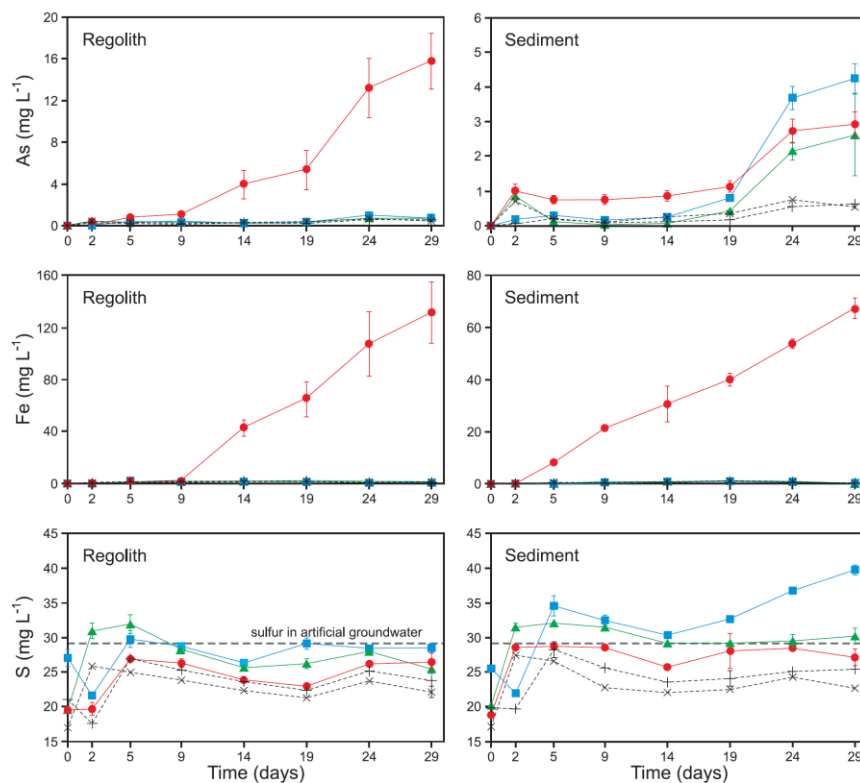 Regolith
Sediment
As (mg L⁻¹)
20
16
12
8
4
0
0 2 5 9 14 19 24 29
6
5
4
3
2
1
0
0 2 5 9 14 19 24 29
Regolith
Sediment
Fe (mg L⁻¹)
160
120
80
40
0
0 2 5 9 14 19 24 29
80
60
40
20
0
0 2 5 9 14 19 24 29
Regolith
Sediment
S (mg L⁻¹)
45
40
35
30
25
20
15
sulfur in artificial groundwater
0 2 5 9 14 19 24 29
Time (days)
45
40
35
30
25
20
15
0 2 5 9 14 19 24 29
Time (days)